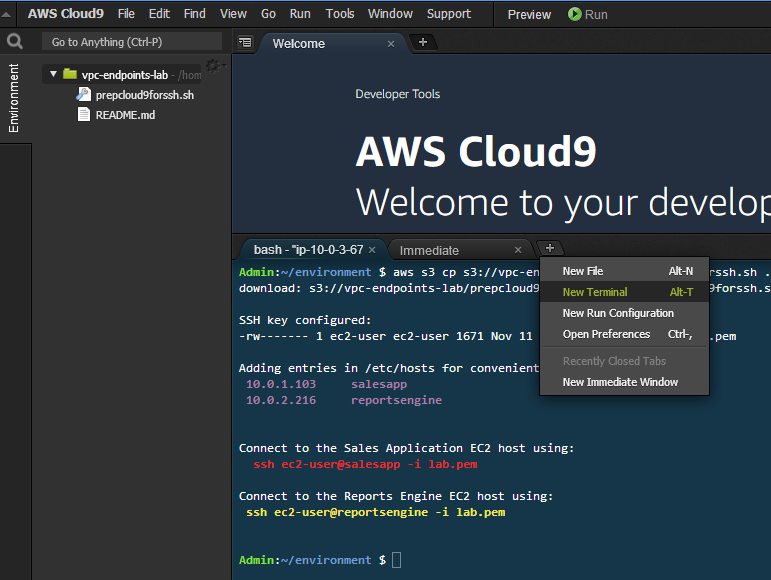 AWS Cloud9 File Edit Find View Go Run Tools Window Support Preview Run
Go to Anything (Ctrl-P)
Welcome
Environment
vpc-endpoints-lab - /hom
prepcloud9forssh.sh
README.md
Developer Tools
AWS Cloud9
Welcome to your develop
bash - "ip-10-0-3-67
Immediate
New File Alt-N
New Terminal Alt-T
New Run Configuration
Open Preferences Ctrl-,
Recently Closed Tabs
New Immediate Window
Admin:~/environment $ aws s3 cp s3://vpc-en orssh.sh .
download: s3://vpc-endpoints-lab/prepcloud 9forssh.s
SSH key configured:
-rw------- 1 ec2-user ec2-user 1671 Nov 11 .pem
Adding entries in /etc/hosts for convenient
10.0.1.103 salesapp
10.0.2.216 reportsengine
Connect to the Sales Application EC2 host using:
ssh ec2-user@salesapp -i lab.pem
Connect to the Reports Engine EC2 host using:
ssh ec2-user@reportsengine -i lab.pem
Admin:~/environment $